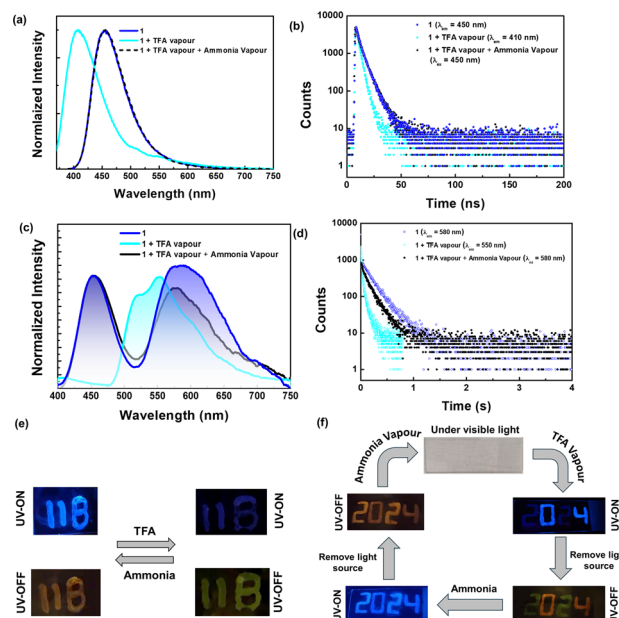 (a)
1
1 + TFA vapour
1 + TFA vapour + Ammonia Vapour
Normlaized Intensity
400 450 500 550 600 650 700 750
Wavelength (nm)
(b)
10000
1000
100
10
1
1 (λem = 450 nm)
1 + TFA vapour (λem = 410 nm)
1 + TFA vapour + Ammonia Vapour
(λex = 450 nm)
Counts
0 50 100 150 200
Time (ns)
(c)
1
1 + TFA vapour
1 + TFA vapour + Ammonia Vapour
Normalized Intensity
400 450 500 550 600 650 700 750
Wavelength (nm)
(d)
10000
1000
100
10
1
1 (λem = 580 nm)
1 + TFA vapour (λem = 550 nm)
1 + TFA vapour + Ammonia Vapour (λex = 580 nm)
Counts
0 1 2 3 4
Time (s)
(e)
UV-ON
118
118
UV-ON
TFA
Ammonia
UV-OFF
118
118
UV-OFF
(f)
Under visible light
Ammonia Vapour
TFA Vapour
UV-OFF
2024
2024
UV-ON
Remove light
source
Remove lig
source
UV-ON
2024
Ammonia
2024
UV-OFF